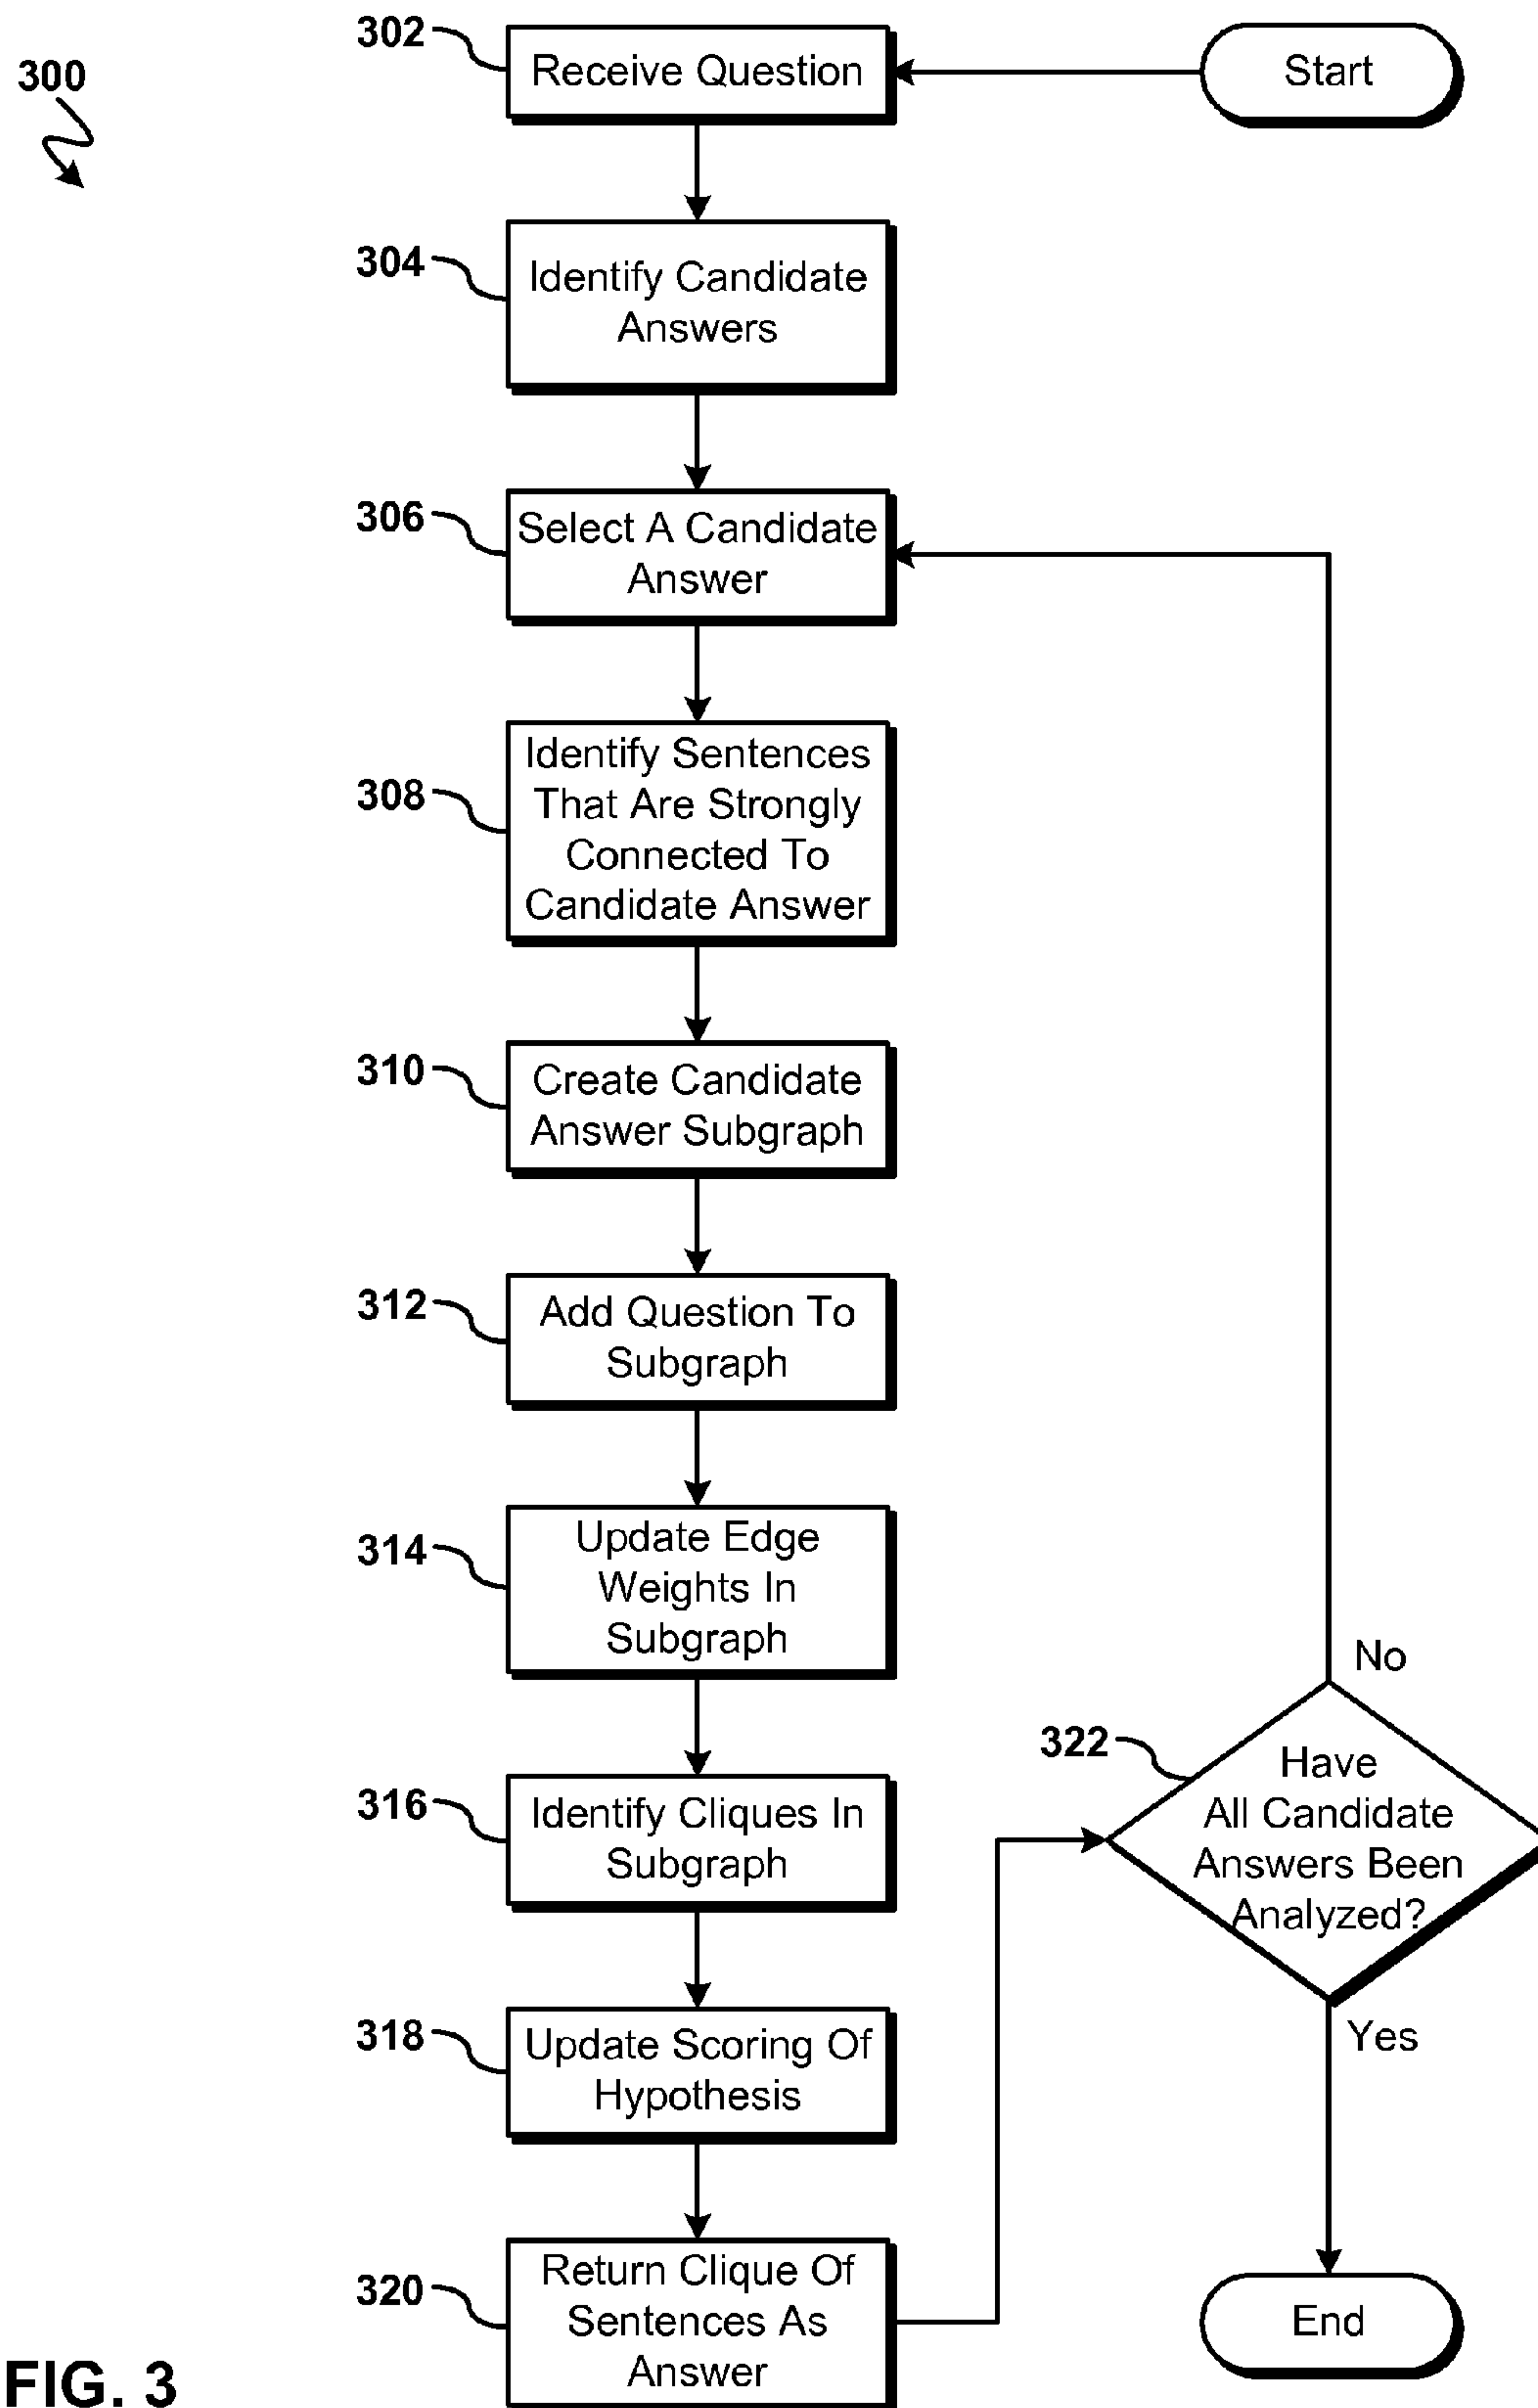 300
302
Receive Question
Start
304
Identify Candidate
Answers
306
Select A Candidate
Answer
308
Identify Sentences
That Are Strongly
Connected To
Candidate Answer
310
Create Candidate
Answer Subgraph
312
Add Question To
Subgraph
314
Update Edge
Weights In
Subgraph
No
322
Have
All Candidate
Answers Been
Analyzed?
316
Identify Cliques In
Subgraph
318
Update Scoring Of
Hypothesis
Yes
320
Return Clique Of
Sentences As
Answer
End
FIG. 3